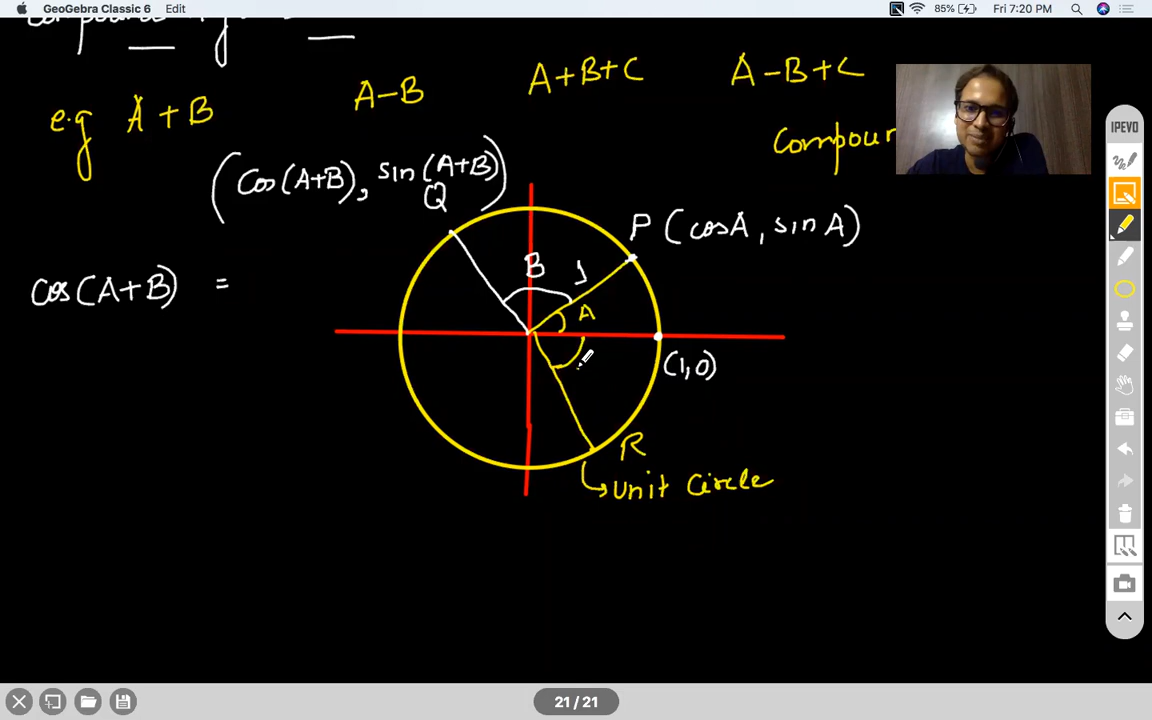 GeoGebra Classic 6 Edit 85% Fri 7:20 PM
e.g A + B
A-B
A+B+C
A-B+C
Compoun
IPEVO
(Cos(A+B), sin(A+B))
Q
P (cosA, sinA)
B
1
A
Cos(A+B) =
(1,0)
R
Unit Circle
21 / 21